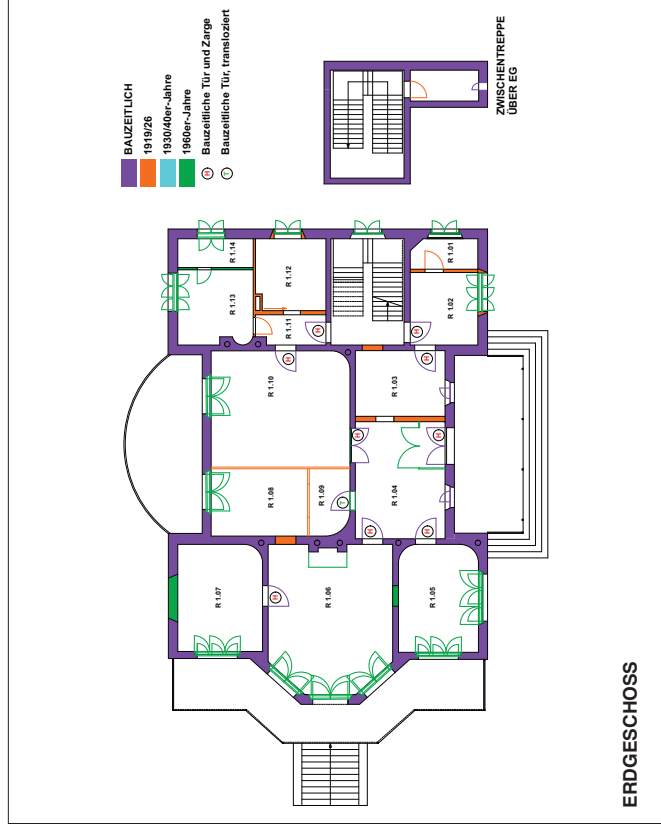 BAUZEITLICH
1919/26
1930/40er-Jahre
1960er-Jahre
H Bauzeitliche Tür und Zarge
T Bauzeitliche Tür, transloziert
ZWISCHENTREPPE
ÜBER EG
R 1.14
R 1.13
R 1.12
R 1.11
H
R 1.01
R 1.02
H
H
R 1.10
R 1.03
H
R 1.08
R 1.09
T
H
H
R 1.04
H
H
R 1.07
H
R 1.06
R 1.05
ERDGESCHOSS